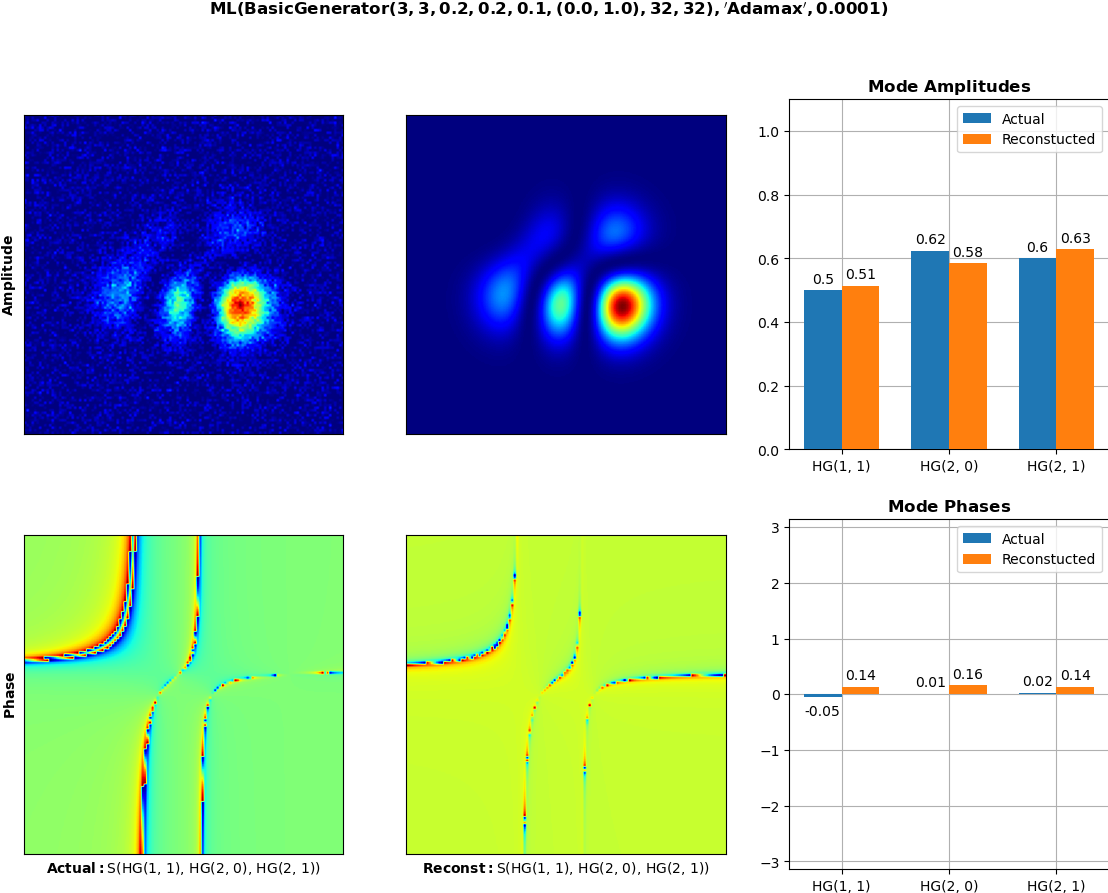 ML(BasicGenerator(3, 3, 0.2, 0.2, 0.1, (0.0, 1.0), 32, 32), ′Adamax′, 0.0001)
Amplitude
Mode Amplitudes
Actual
Reconstucted
1.0
0.8
0.6
0.4
0.2
0.0
0.5
0.51
0.62
0.58
0.6
0.63
HG(1, 1)
HG(2, 0)
HG(2, 1)
Phase
Actual: S(HG(1, 1), HG(2, 0), HG(2, 1))
Reconst: S(HG(1, 1), HG(2, 0), HG(2, 1))
Mode Phases
Actual
Reconstucted
3
2
1
0
−1
−2
−3
-0.05
0.14
0.01
0.16
0.02
0.14
HG(1, 1)
HG(2, 0)
HG(2, 1)